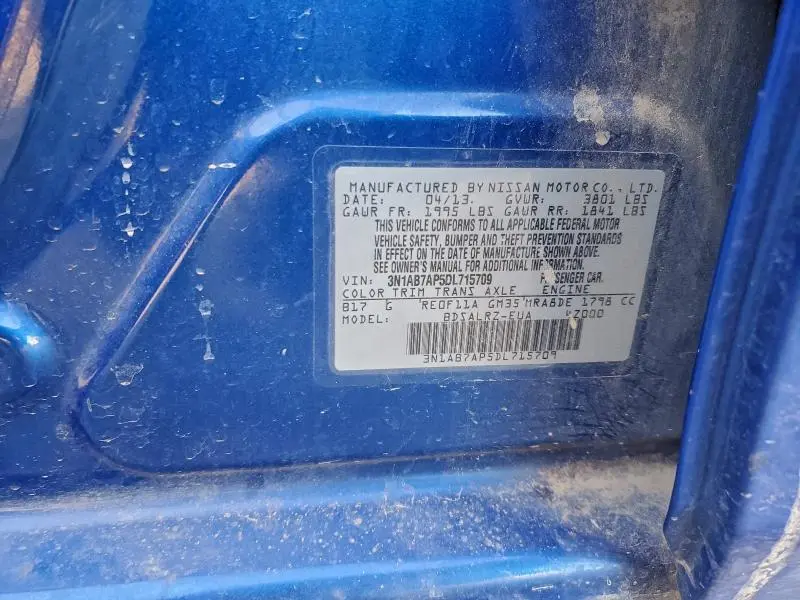 MANUFACTURED BY NISSAN MOTOR CO., LTD.
DATE: 04/13. GVWR: 3801 LBS
GAWR FR: 1995 LBS GAWR RR: 1841 LBS
THIS VEHICLE CONFORMS TO ALL APPLICABLE FEDERAL MOTOR
VEHICLE SAFETY, BUMPER AND THEFT PREVENTION STANDARDS
IN EFFECT ON THE DATE OF MANUFACTURE SHOWN ABOVE.
SEE OWNER'S MANUAL FOR ADDITIONAL INFORMATION.
VIN: 3N1AB7AP5DL715709 PASSENGER CAR.
COLOR TRIM TRANS AXLE ENGINE
B17 G RE0F11A GM35 MRA8DE 1798 CC
MODEL: BDSALRZ-EUA
3N1AB7AP5DL715709